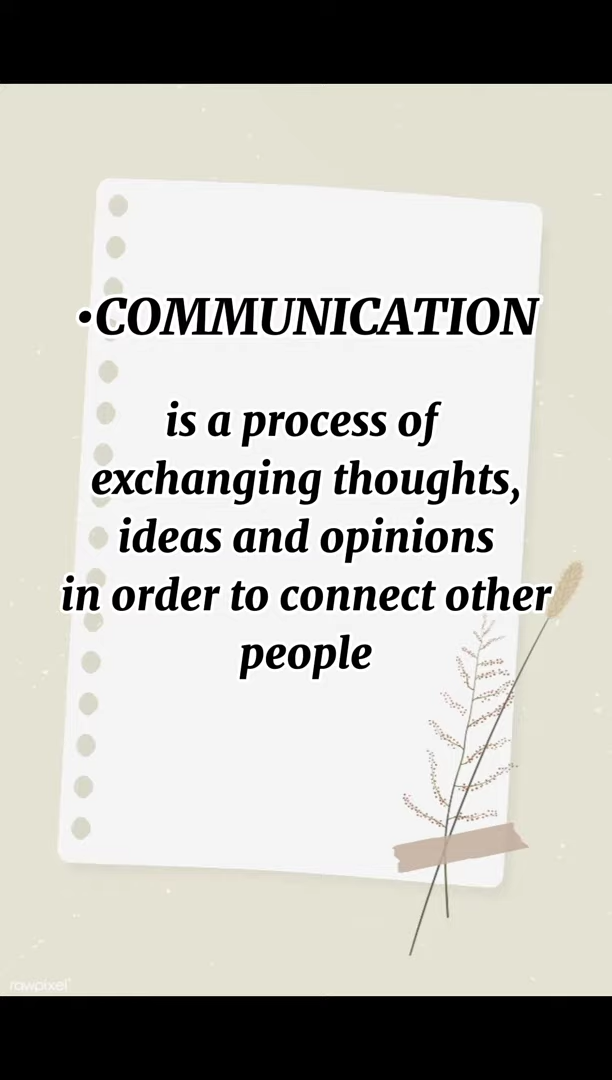 •COMMUNICATION
is a process of
exchanging thoughts,
ideas and opinions
in order to connect other
people
rawpixel